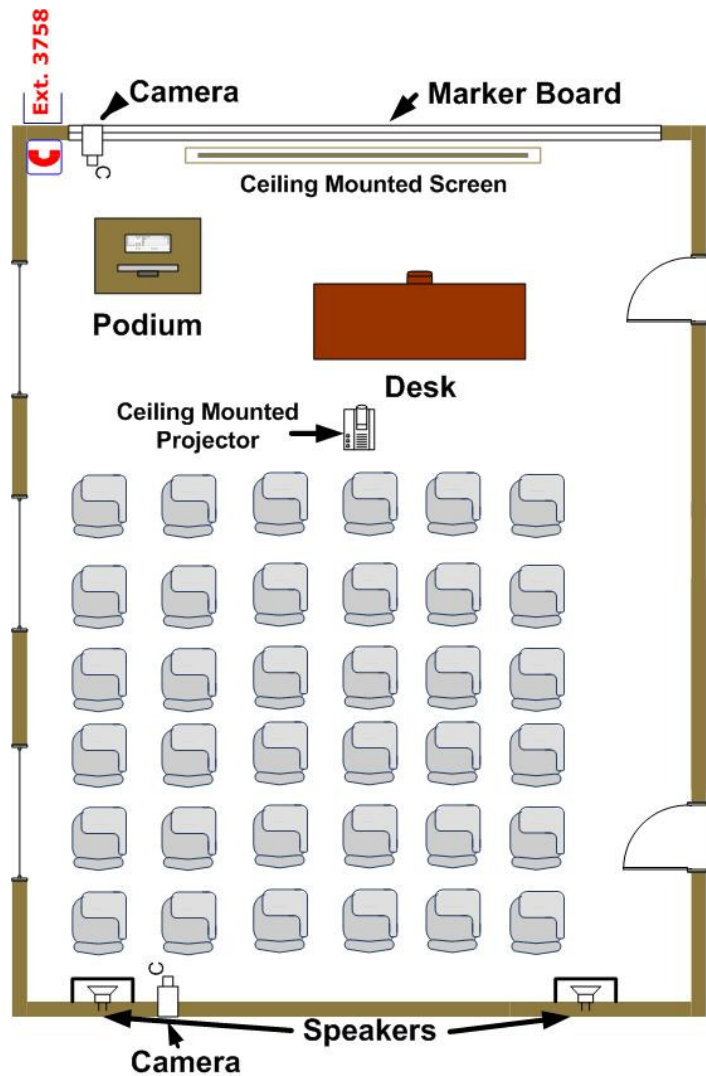 Ext. 3758
Camera
Marker Board
Ceiling Mounted Screen
Podium
Desk
Ceiling Mounted
Projector
Speakers
Camera